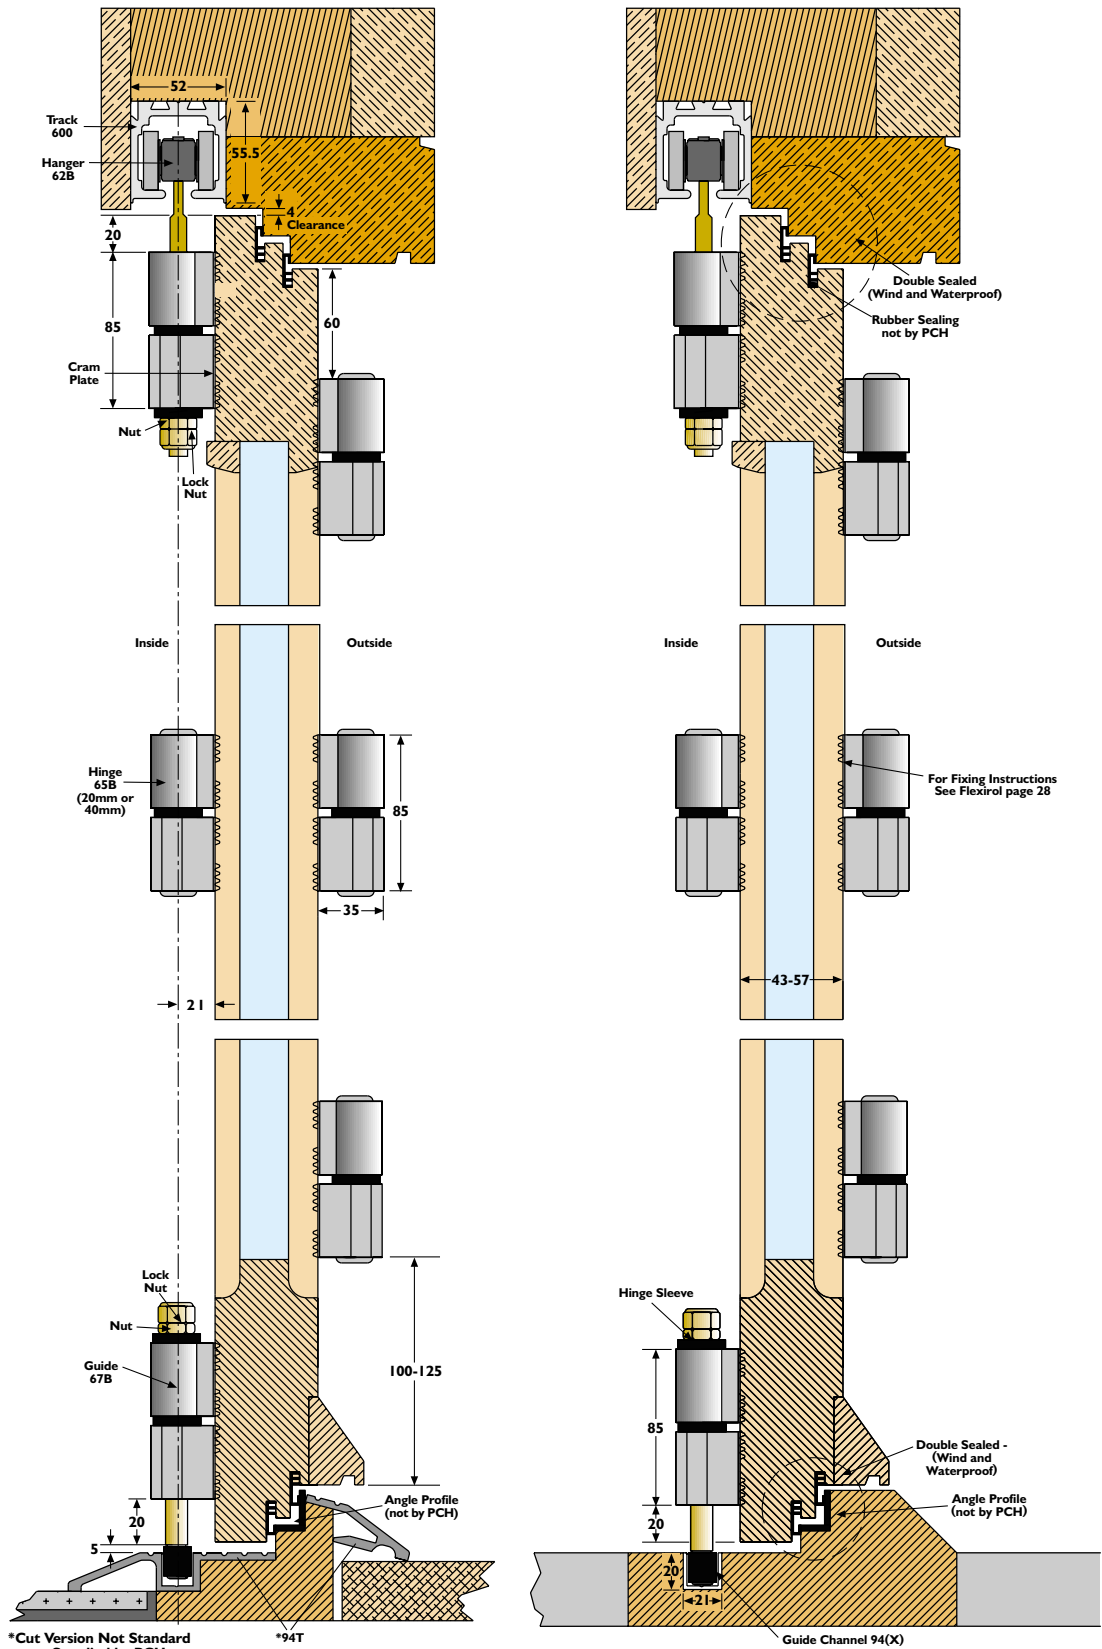 52
Track
600
Hanger
62B
55.5
4
Clearance
20
85
60
Cram
Plate
Nut
Lock
Nut
Double Sealed
(Wind and Waterproof)
Rubber Sealing
not by PCH
Inside
Outside
Inside
Outside
Hinge
65B
(20mm or
40mm)
85
35
21
For Fixing Instructions
See Flexirol page 28
43-57
Lock
Nut
Nut
Guide
67B
100-125
20
5
Angle Profile
(not by PCH)
*Cut Version Not Standard
*94T
Hinge Sleeve
85
20
20
21
Double Sealed -
(Wind and
Waterproof)
Angle Profile
(not by PCH)
Guide Channel 94(X)